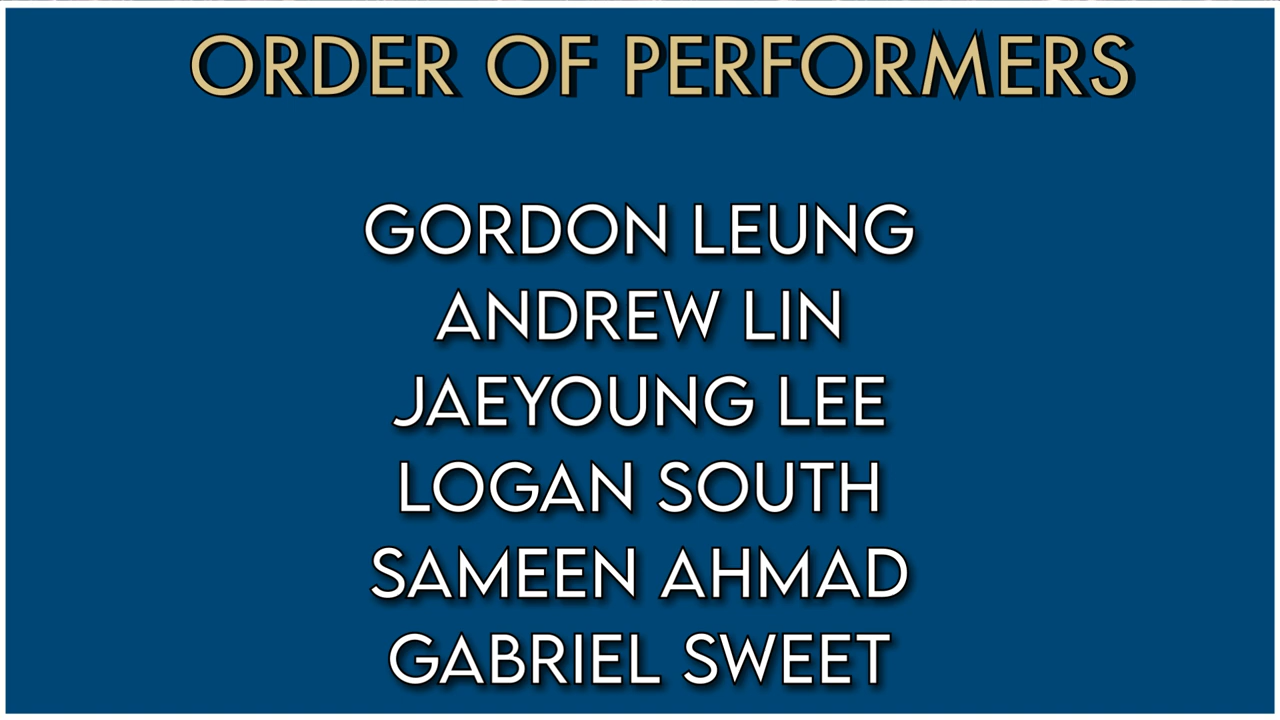 ORDER OF PERFORMERS
GORDON LEUNG
ANDREW LIN
JAEYOUNG LEE
LOGAN SOUTH
SAMEEN AHMAD
GABRIEL SWEET